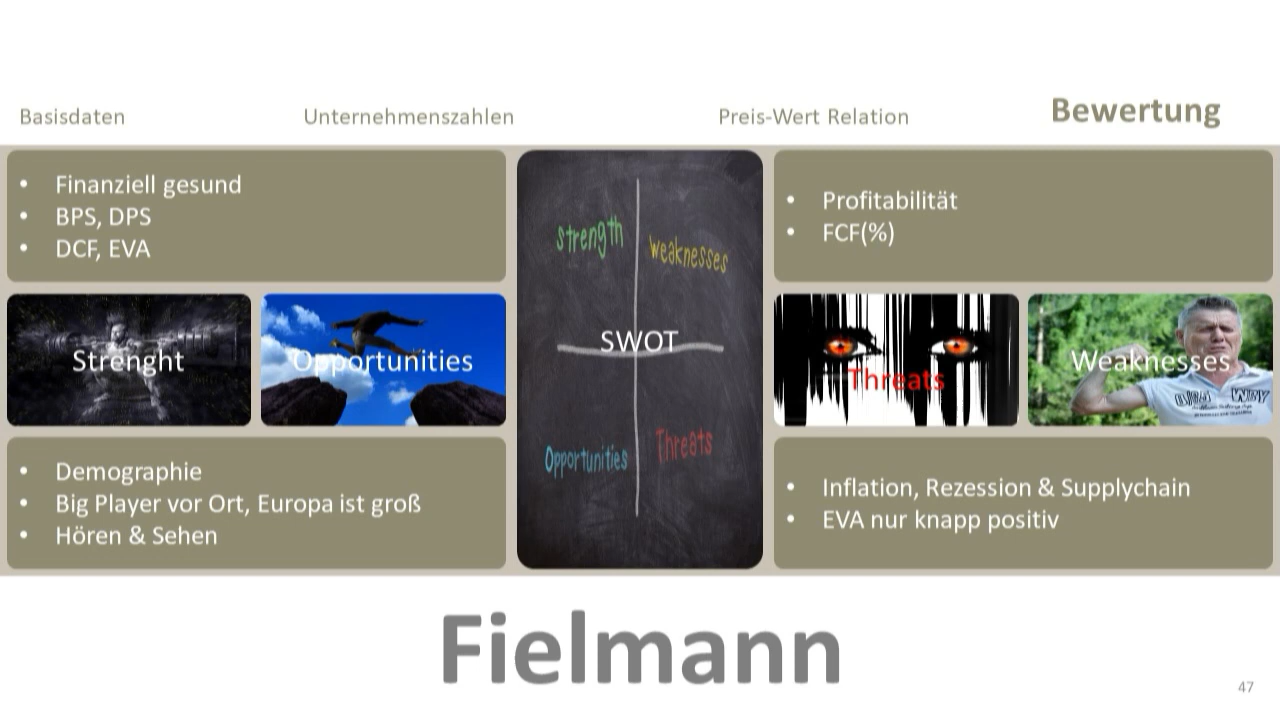 Basisdaten
Unternehmenszahlen
Preis-Wert Relation
Bewertung
• Finanziell gesund
• BPS, DPS
• DCF, EVA
strength
weaknesses
SWOT
Opportunities
Threats
• Profitabilität
• FCF(%)
Strenght
Opportunities
Threats
Weaknesses
• Demographie
• Big Player vor Ort, Europa ist groß
• Hören & Sehen
• Inflation, Rezession & Supplychain
• EVA nur knapp positiv
Fielmann
47